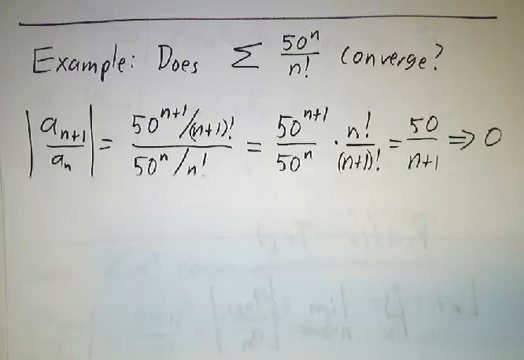 Example: Does ∑ 50^n/n! converge?
|a_{n+1}/a_n| = (50^{n+1}/(n+1)!)/(50^n/n!) = 50^{n+1}/50^n · n!/(n+1)! = 50/(n+1) ⇒ 0